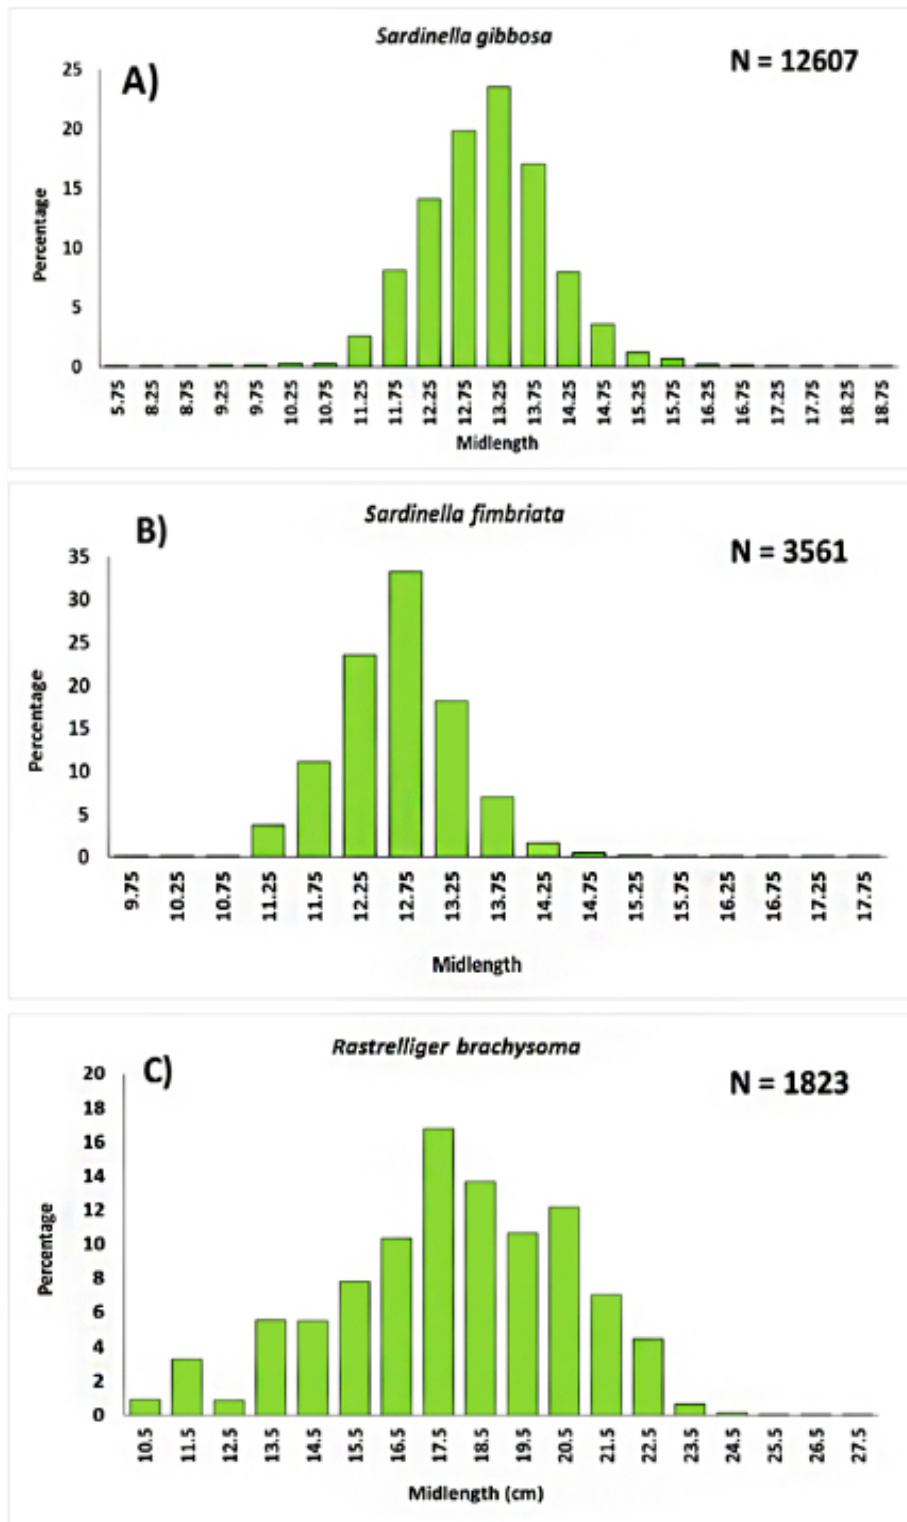 Sardinella gibbosa
A)
N = 12607
25
20
15
10
5
0
Percentage
5.75 8.25 8.75 9.25 9.75 10.25 10.75 11.25 11.75 12.25 12.75 13.25 13.75 14.25 14.75 15.25 15.75 16.25 16.75 17.25 17.75 18.25 18.75
Midlength
Sardinella fimbriata
B)
N = 3561
35
30
25
20
15
10
5
0
Percentage
9.75 10.25 10.75 11.25 11.75 12.25 12.75 13.25 13.75 14.25 14.75 15.25 15.75 16.25 16.75 17.25 17.75
Midlength
Rastrelliger brachysoma
C)
N = 1823
20
18
16
14
12
10
8
6
4
2
0
Percentage
10.5 11.5 12.5 13.5 14.5 15.5 16.5 17.5 18.5 19.5 20.5 21.5 22.5 23.5 24.5 25.5 26.5 27.5
Midlength (cm)